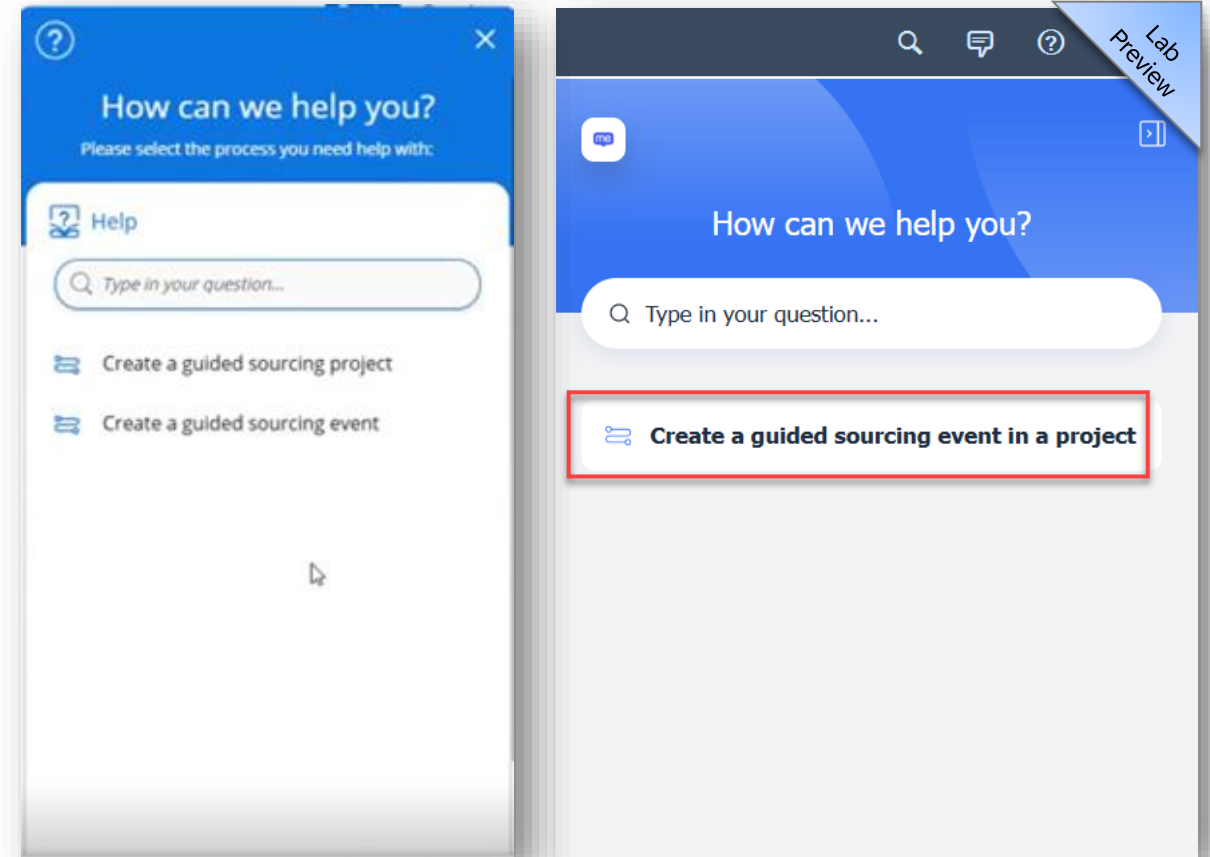 How can we help you?
Please select the process you need help with:
Help
Type in your question...
Create a guided sourcing project
Create a guided sourcing event
Lab
Preview
me
How can we help you?
Type in your question...
Create a guided sourcing event in a project